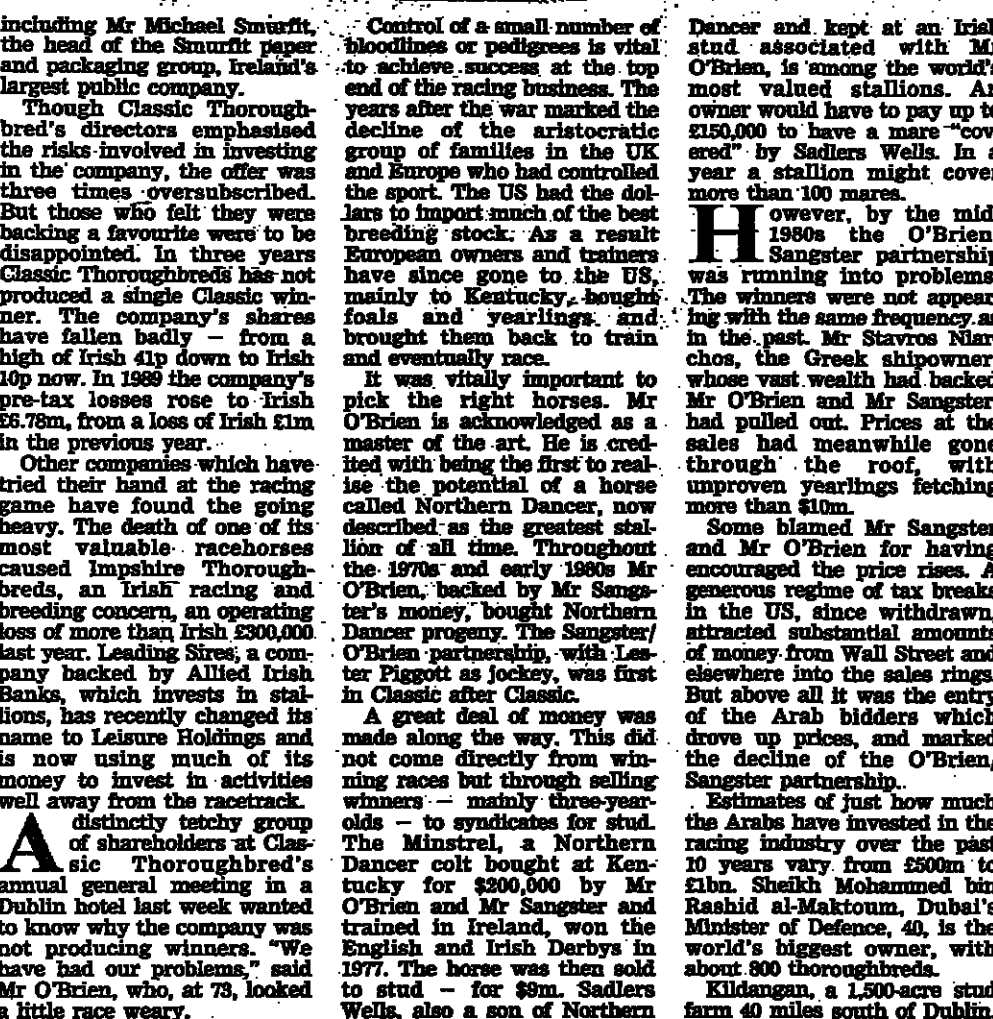 including Mr Michael Smurfit,
the head of the Smurfit paper
and packaging group, Ireland's
largest public company.
Though Classic Thorough-
bred's directors emphasised
the risks involved in investing
in the company, the offer was
three times oversubscribed.
But those who felt they were
backing a favourite were to be
disappointed. In three years
Classic Thoroughbreds has not
produced a single Classic win-
ner. The company's shares
have fallen badly — from a
high of Irish 41p down to Irish
10p now. In 1989 the company's
pre-tax losses rose to Irish
£6.78m, from a loss of Irish £1m
in the previous year.
Other companies which have
tried their hand at the racing
game have found the going
heavy. The death of one of its
most valuable racehorses
caused Impshire Thorough-
breds, an Irish racing and
breeding concern, an operating
loss of more than Irish £300,000
last year. Leading Sires, a com-
pany backed by Allied Irish
Banks, which invests in stal-
lions, has recently changed its
name to Leisure Holdings and
is now using much of its
money to invest in activities
well away from the racetrack.
A distinctly tetchy group
of shareholders at Clas-
sic Thoroughbred's
annual general meeting in a
Dublin hotel last week wanted
to know why the company was
not producing winners. "We
have had our problems," said
Mr O'Brien, who, at 73, looked
a little race weary.
Control of a small number of
bloodlines or pedigrees is vital
to achieve success at the top
end of the racing business. The
years after the war marked the
decline of the aristocratic
group of families in the UK
and Europe who had controlled
the sport. The US had the dol-
lars to import much of the best
breeding stock. As a result
European owners and trainers
have since gone to the US,
mainly to Kentucky, bought
foals and yearlings and
brought them back to train
and eventually race.
It was vitally important to
pick the right horses. Mr
O'Brien is acknowledged as a
master of the art. He is cred-
ited with being the first to real-
ise the potential of a horse
called Northern Dancer, now
described as the greatest stal-
lion of all time. Throughout
the 1970s and early 1980s Mr
O'Brien, backed by Mr Sangs-
ter's money, bought Northern
Dancer progeny. The Sangster/
O'Brien partnership, with Les-
ter Piggott as jockey, was first
in Classic after Classic.
A great deal of money was
made along the way. This did
not come directly from win-
ning races but through selling
winners — mainly three-year-
olds — to syndicates for stud.
The Minstrel, a Northern
Dancer colt bought at Ken-
tucky for $200,000 by Mr
O'Brien and Mr Sangster and
trained in Ireland, won the
English and Irish Derbys in
1977. The horse was then sold
to stud — for $9m. Sadlers
Wells, also a son of Northern
Dancer and kept at an Irish
stud associated with Mr
O'Brien, is among the world's
most valued stallions. An
owner would have to pay up to
£150,000 to have a mare "cov-
ered" by Sadlers Wells. In a
year a stallion might cover
more than 100 mares.
However, by the mid-
1980s the O'Brien/
Sangster partnership
was running into problems.
The winners were not appear-
ing with the same frequency as
in the past. Mr Stavros Niar-
chos, the Greek shipowner,
whose vast wealth had backed
Mr O'Brien and Mr Sangster,
had pulled out. Prices at the
sales had meanwhile gone
through the roof, with
unproven yearlings fetching
more than $10m.
Some blamed Mr Sangster
and Mr O'Brien for having
encouraged the price rises. A
generous regime of tax breaks
in the US, since withdrawn,
attracted substantial amounts
of money from Wall Street and
elsewhere into the sales rings.
But above all it was the entry
of the Arab bidders which
drove up prices, and marked
the decline of the O'Brien/
Sangster partnership.
Estimates of just how much
the Arabs have invested in the
racing industry over the past
10 years vary from £500m to
£1bn. Sheikh Mohammed bin
Rashid al-Maktoum, Dubai's
Minister of Defence, 40, is the
world's biggest owner, with
about 800 thoroughbreds.
Kildangan, a 1,500-acre stud
farm 40 miles south of Dublin,